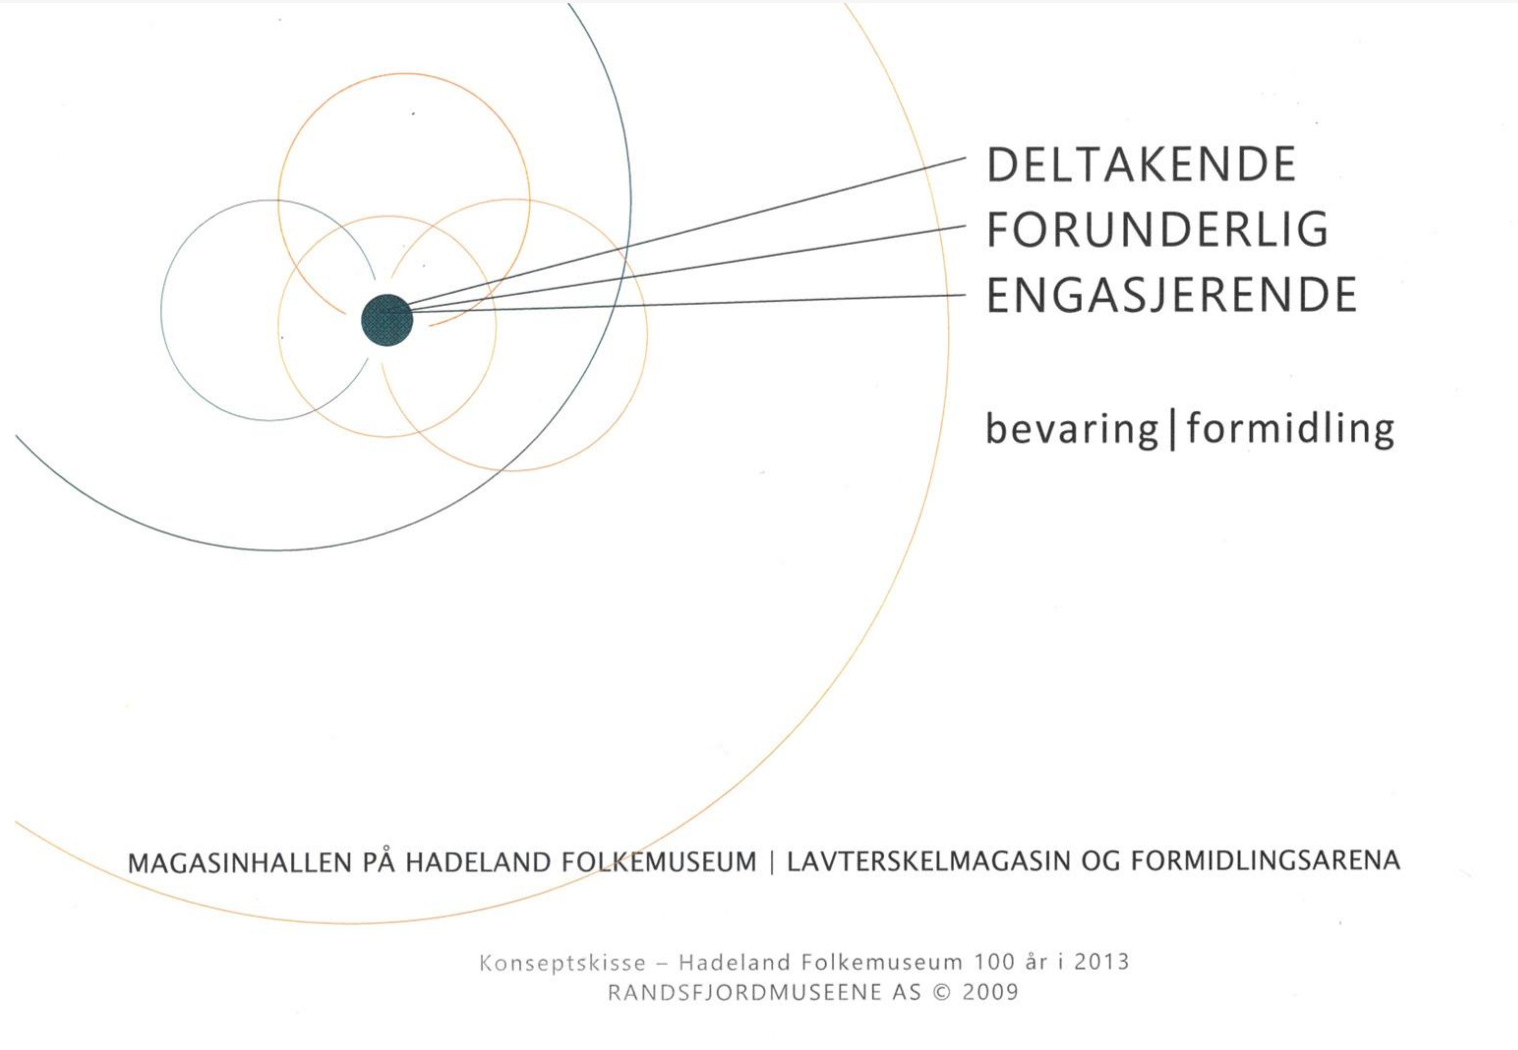 DELTAKENDE
FORUNDERLIG
ENGASJERENDE
bevaring|formidling
MAGASINHALLEN PÅ HADELAND FOLKEMUSEUM | LAVTERSKELMAGASIN OG FORMIDLINGSARENA
Konseptskisse – Hadeland Folkemuseum 100 år i 2013
RANDSFJORDMUSEENE AS © 2009